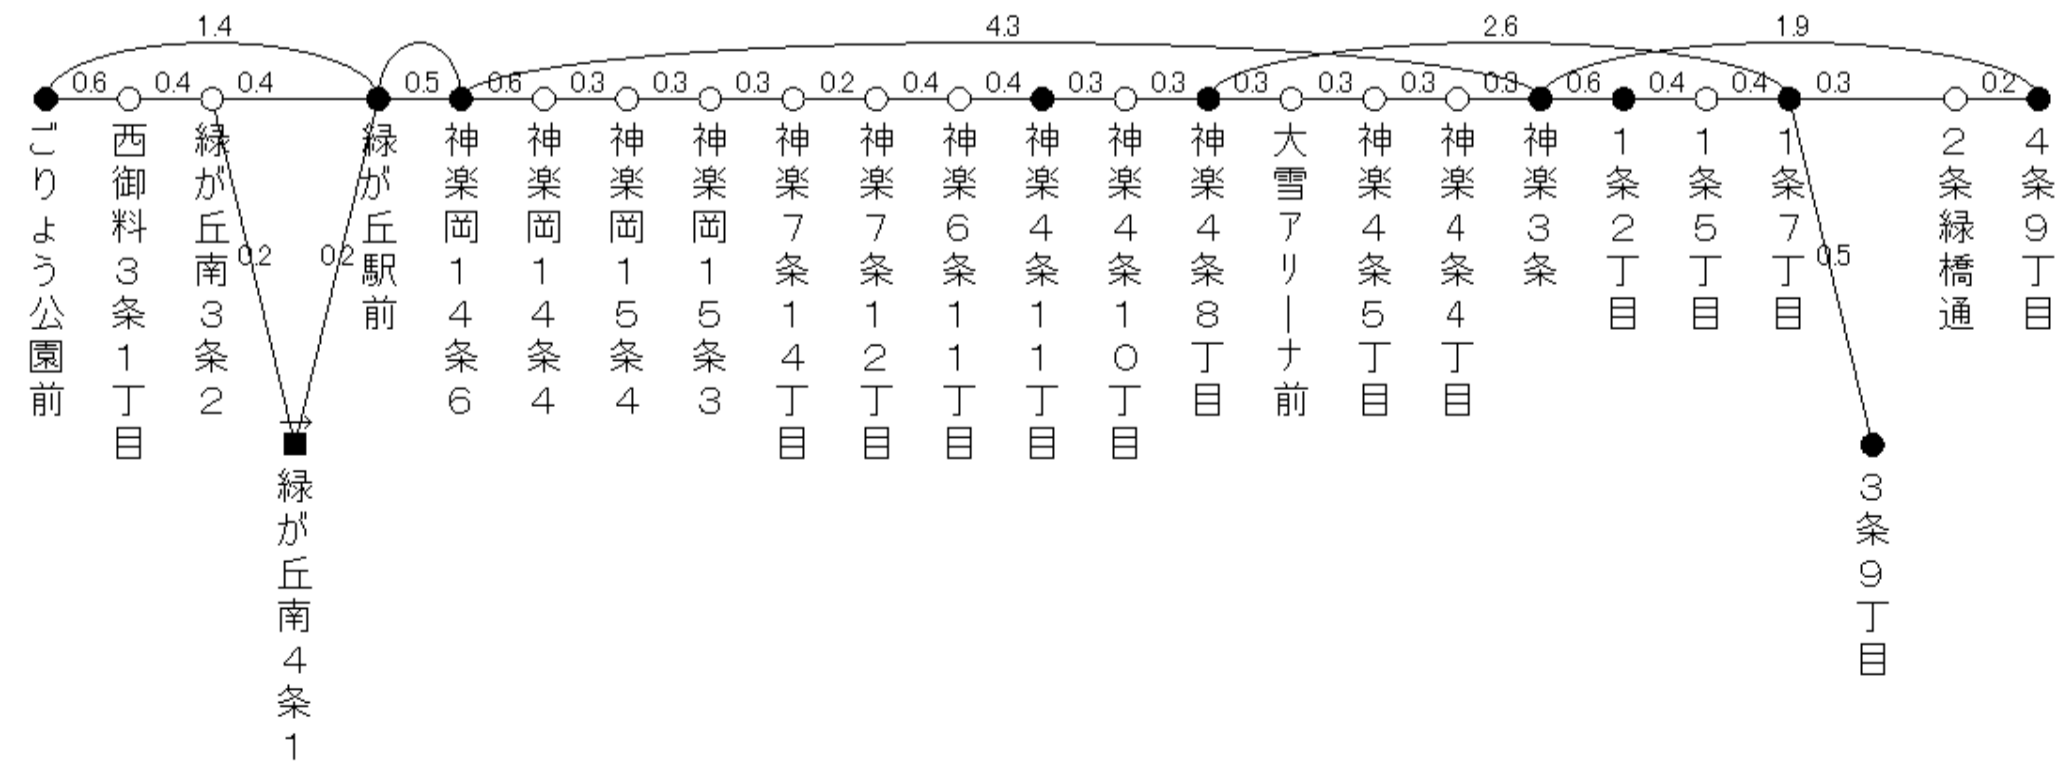 1.4
4.3
2.6
1.9
0.6
0.4
0.4
0.5
0.6
0.3
0.3
0.3
0.2
0.4
0.4
0.3
0.3
0.3
0.3
0.3
0.3
0.6
0.4
0.4
0.3
0.2
ごりょう公園前
西御料3条1丁目
緑が丘南3条2
緑が丘駅前
神楽岡14条6
神楽岡14条4
神楽岡15条4
神楽岡15条3
神楽7条14丁目
神楽7条12丁目
神楽6条11丁目
神楽4条11丁目
神楽4条10丁目
神楽4条8丁目
大雪アリーナ前
神楽4条5丁目
神楽4条4丁目
神楽3条
1条2丁目
1条5丁目
1条7丁目
2条緑橋通
4条9丁目
0.2
0.2
0.5
緑が丘南4条1
3条9丁目